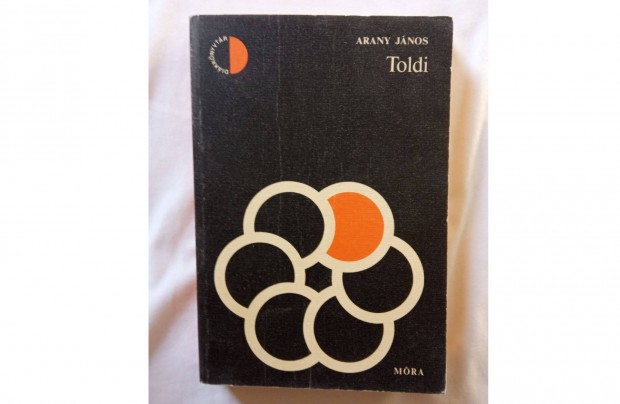 DIÁKKÖNYVTÁR
ARANY JÁNOS
Toldi
MÓRA